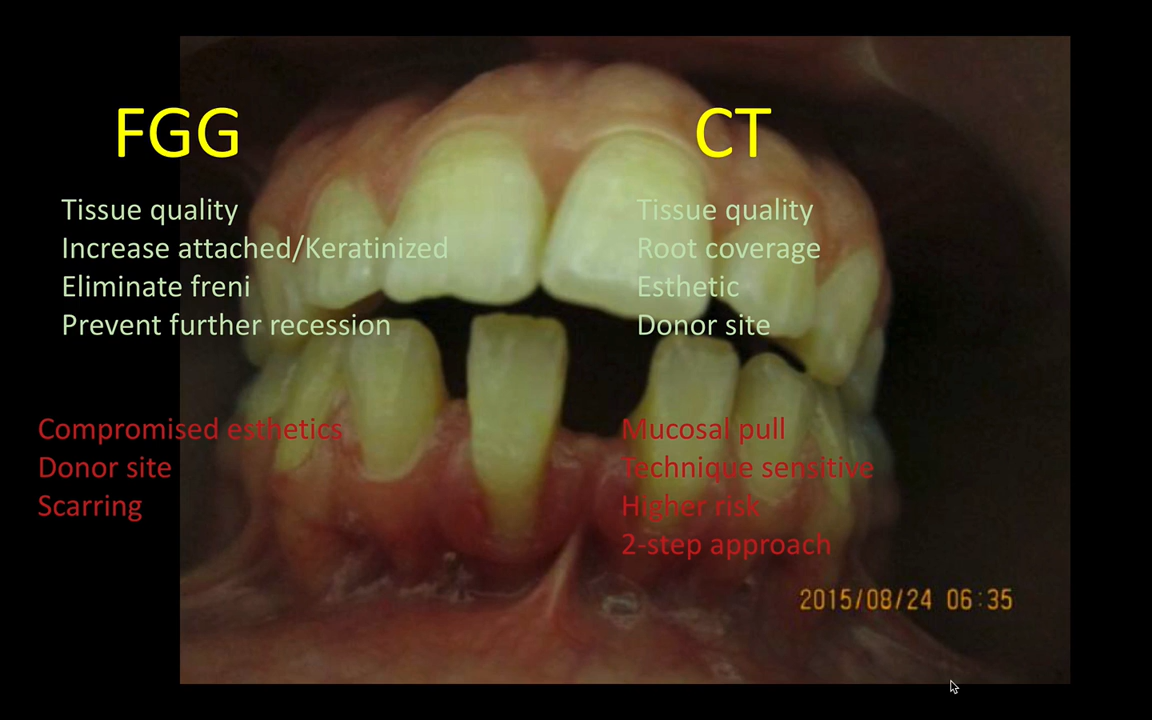 FGG
Tissue quality
Increase attached/Keratinized
Eliminate freni
Prevent further recession
Compromised esthetics
Donor site
Scarring
CT
Tissue quality
Root coverage
Esthetic
Donor site
Mucosal pull
Technique sensitive
Higher risk
2-step approach
2015/08/24 06:35